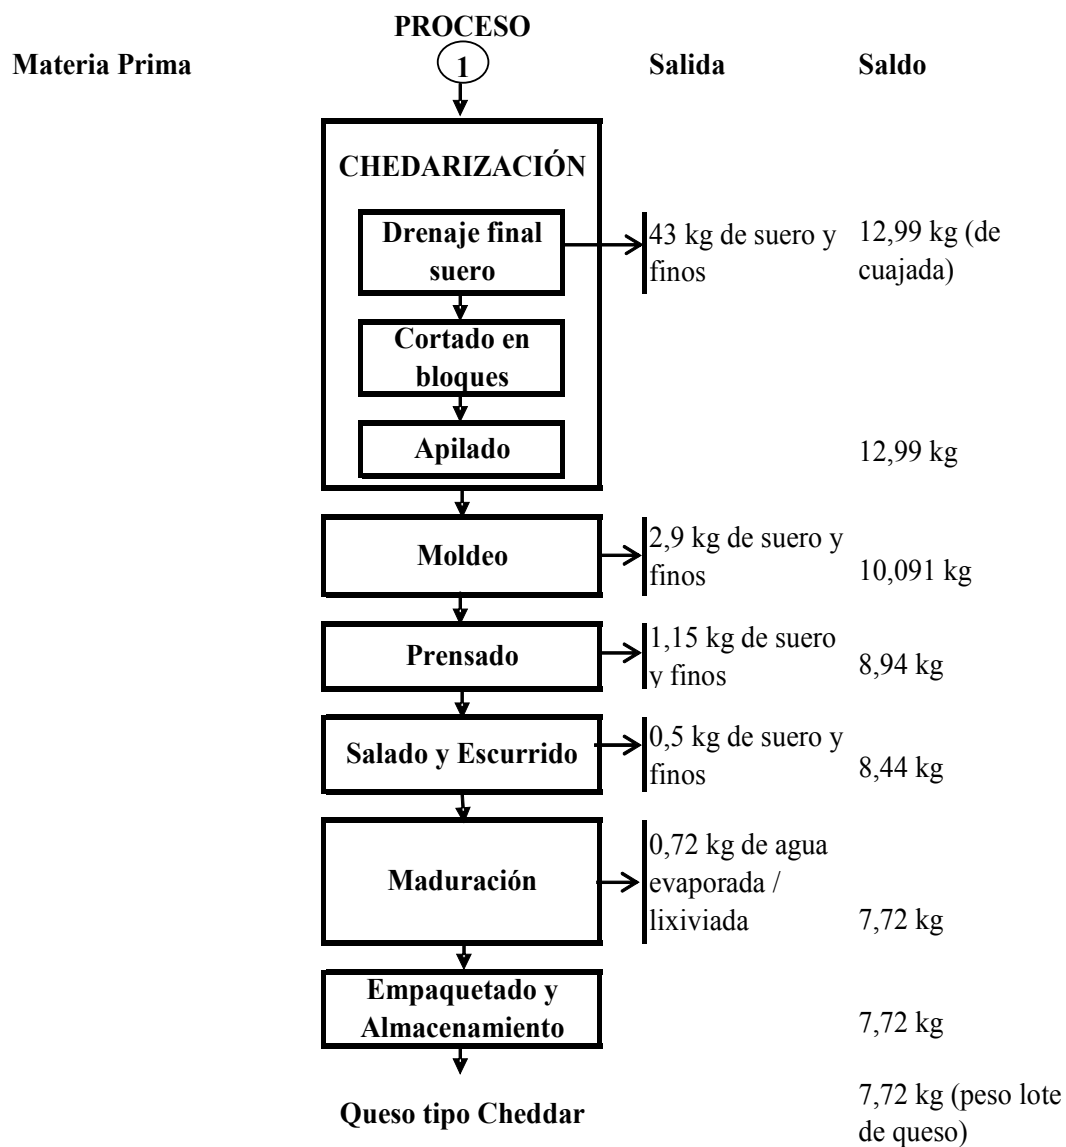 PROCESO
Materia Prima
1
Salida
Saldo
CHEDARIZACIÓN
Drenaje final
suero
43 kg de suero y
finos
12,99 kg (de
cuajada)
Cortado en
bloques
Apilado
12,99 kg
Moldeo
2,9 kg de suero y
finos
10,091 kg
Prensado
1,15 kg de suero
y finos
8,94 kg
Salado y Escurrido
0,5 kg de suero y
finos
8,44 kg
Maduración
0,72 kg de agua
evaporada /
lixiviada
7,72 kg
Empaquetado y
Almacenamiento
7,72 kg
Queso tipo Cheddar
7,72 kg (peso lote
de queso)